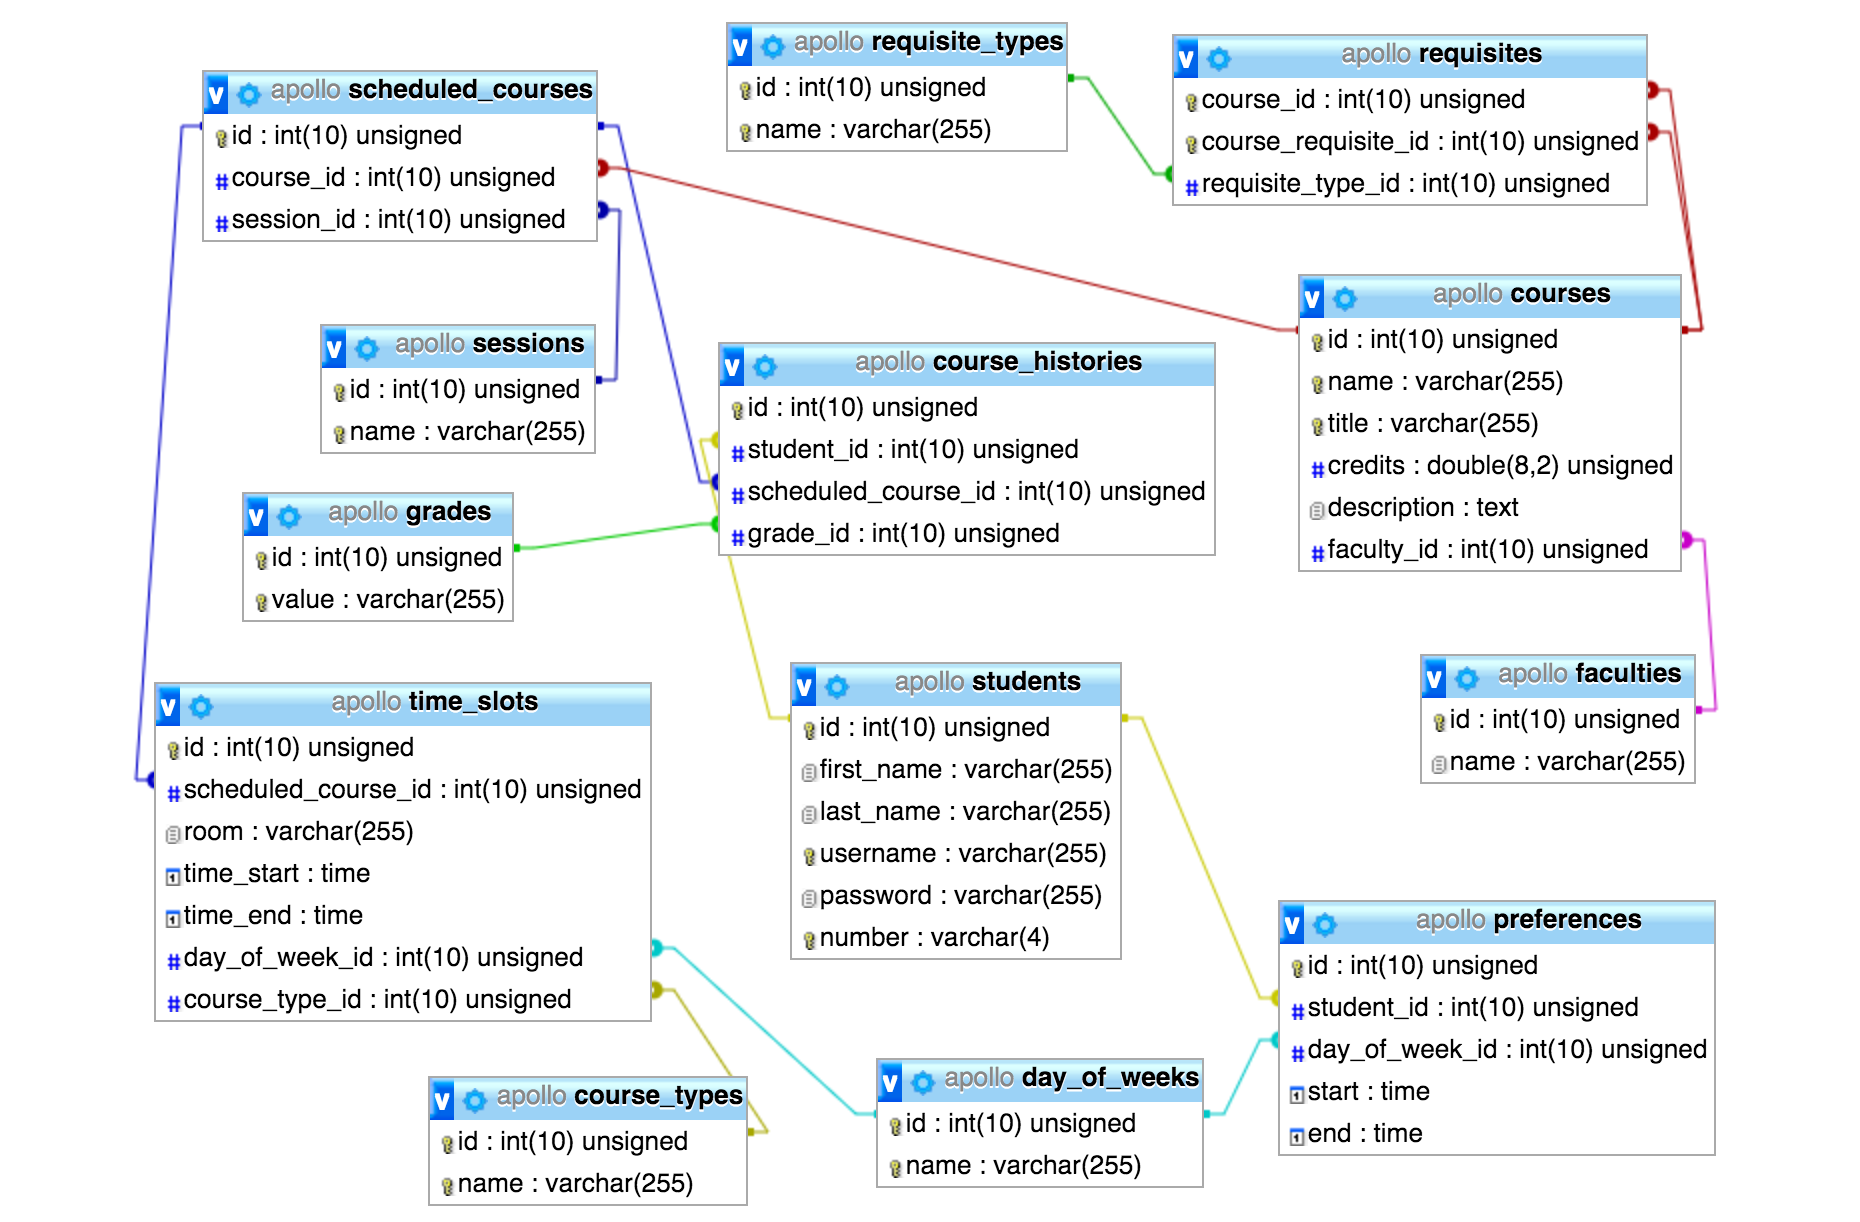 v apollo requisite_types
id : int(10) unsigned
name : varchar(255)
v apollo requisites
course_id : int(10) unsigned
course_requisite_id : int(10) unsigned
# requisite_type_id : int(10) unsigned
v apollo scheduled_courses
id : int(10) unsigned
# course_id : int(10) unsigned
# session_id : int(10) unsigned
v apollo courses
id : int(10) unsigned
name : varchar(255)
title : varchar(255)
# credits : double(8,2) unsigned
description : text
# faculty_id : int(10) unsigned
v apollo sessions
id : int(10) unsigned
name : varchar(255)
v apollo course_histories
id : int(10) unsigned
# student_id : int(10) unsigned
# scheduled_course_id : int(10) unsigned
# grade_id : int(10) unsigned
v apollo grades
id : int(10) unsigned
value : varchar(255)
v apollo faculties
id : int(10) unsigned
name : varchar(255)
v apollo students
id : int(10) unsigned
first_name : varchar(255)
last_name : varchar(255)
username : varchar(255)
password : varchar(255)
number : varchar(4)
v apollo time_slots
id : int(10) unsigned
# scheduled_course_id : int(10) unsigned
room : varchar(255)
time_start : time
time_end : time
# day_of_week_id : int(10) unsigned
# course_type_id : int(10) unsigned
v apollo preferences
id : int(10) unsigned
# student_id : int(10) unsigned
# day_of_week_id : int(10) unsigned
start : time
end : time
v apollo course_types
id : int(10) unsigned
name : varchar(255)
v apollo day_of_weeks
id : int(10) unsigned
name : varchar(255)